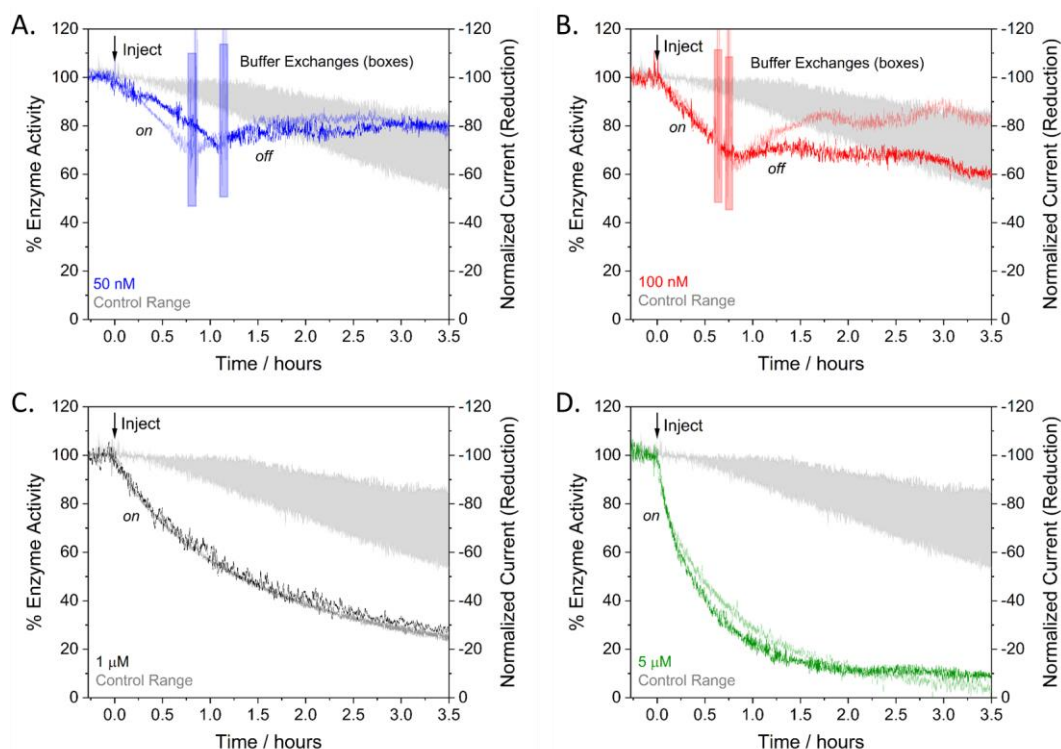 A.
Inject
Buffer Exchanges (boxes)
on
off
50 nM
Control Range
% Enzyme Activity
Normalized Current (Reduction)
120
100
80
60
40
20
0
-120
-100
-80
-60
-40
-20
0
0.0 0.5 1.0 1.5 2.0 2.5 3.0 3.5
Time / hours
B.
Inject
Buffer Exchanges (boxes)
on
off
100 nM
Control Range
% Enzyme Activity
Normalized Current (Reduction)
120
100
80
60
40
20
0
-120
-100
-80
-60
-40
-20
0
0.0 0.5 1.0 1.5 2.0 2.5 3.0 3.5
Time / hours
C.
Inject
on
1 μM
Control Range
% Enzyme Activity
Normalized Current (Reduction)
120
100
80
60
40
20
0
-120
-100
-80
-60
-40
-20
0
0.0 0.5 1.0 1.5 2.0 2.5 3.0 3.5
Time / hours
D.
Inject
on
5 μM
Control Range
% Enzyme Activity
Normalized Current (Reduction)
120
100
80
60
40
20
0
-120
-100
-80
-60
-40
-20
0
0.0 0.5 1.0 1.5 2.0 2.5 3.0 3.5
Time / hours